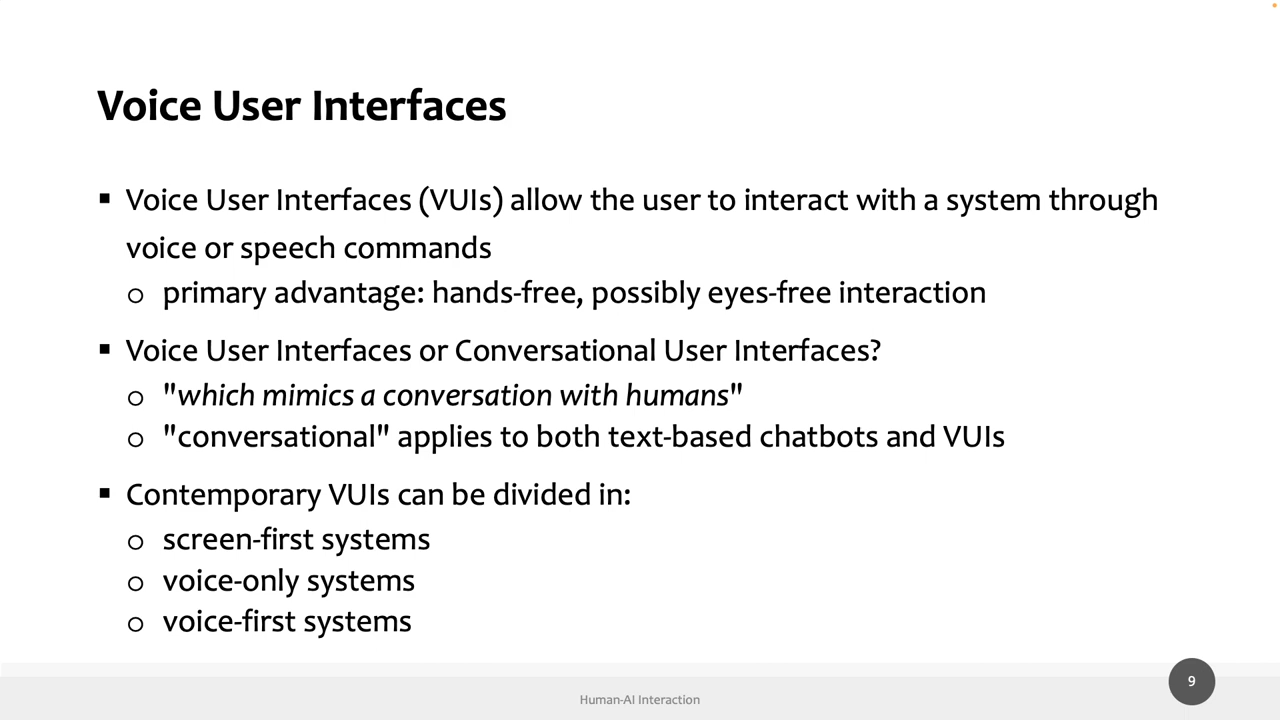 Voice User Interfaces
▪ Voice User Interfaces (VUIs) allow the user to interact with a system through
voice or speech commands
o primary advantage: hands-free, possibly eyes-free interaction
▪ Voice User Interfaces or Conversational User Interfaces?
o "which mimics a conversation with humans"
o "conversational" applies to both text-based chatbots and VUIs
▪ Contemporary VUIs can be divided in:
o screen-first systems
o voice-only systems
o voice-first systems
Human-AI Interaction
9